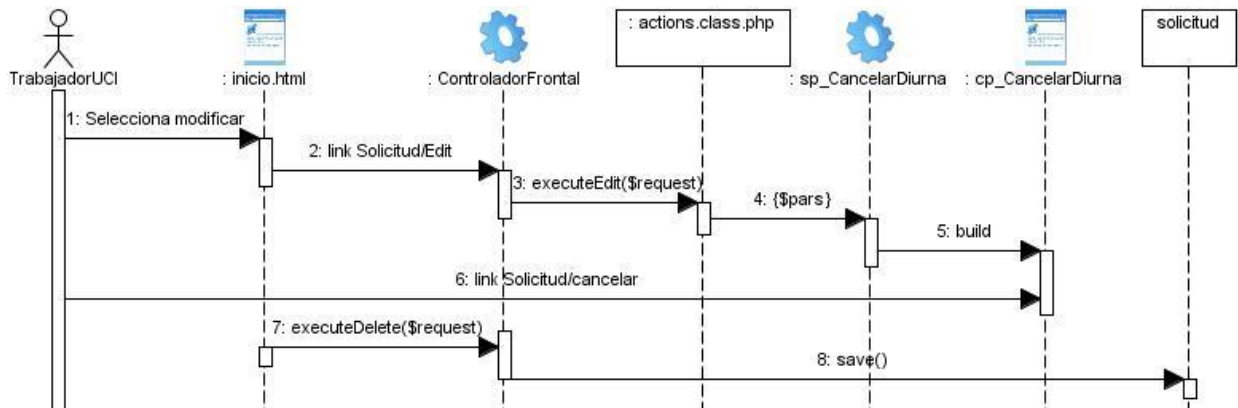 : actions.class.php
solicitud
TrabajadorUCI
: inicio.html
: ControladorFrontal
: sp_CancelarDiurna
: cp_CancelarDiurna
1: Selecciona modificar
2: link Solicitud/Edit
3: executeEdit($request)
4: {$pars}
5: build
6: link Solicitud/cancelar
7: executeDelete($request)
8: save()